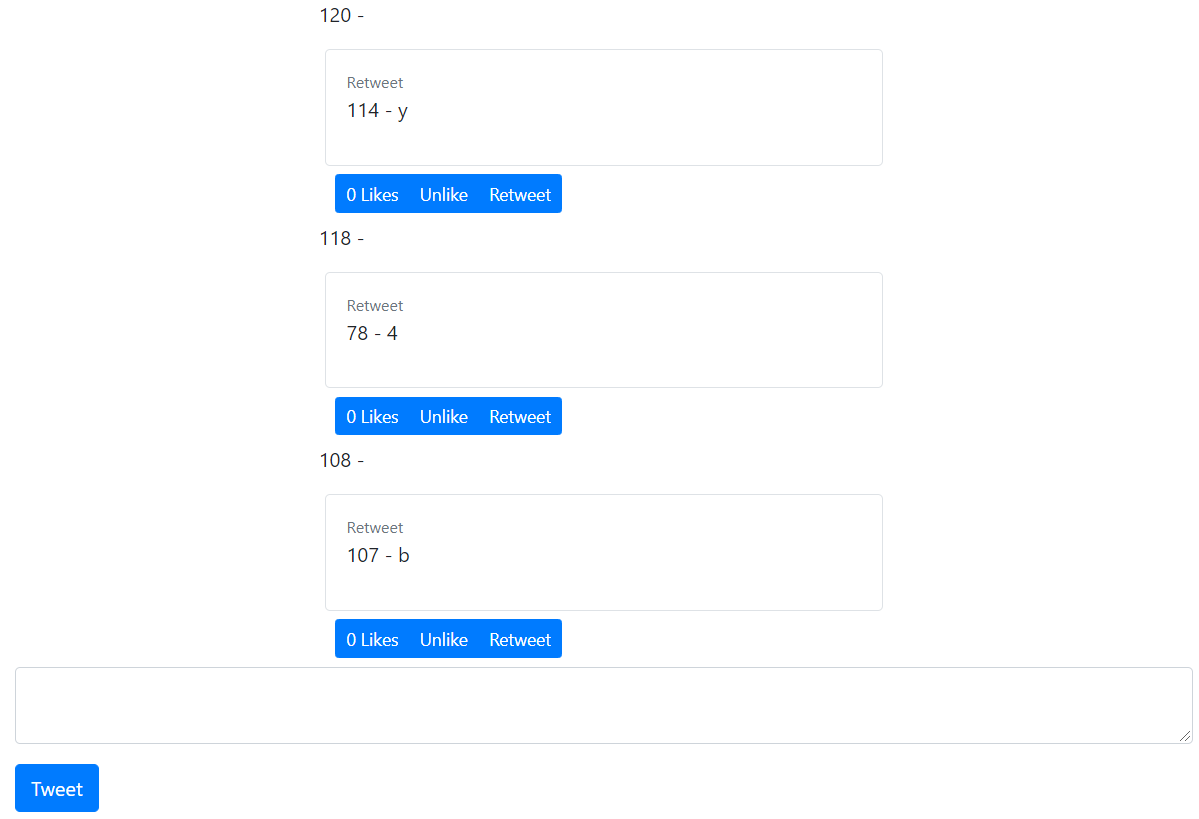 120 -
Retweet
114 - y
0 Likes Unlike Retweet
118 -
Retweet
78 - 4
0 Likes Unlike Retweet
108 -
Retweet
107 - b
0 Likes Unlike Retweet
Tweet